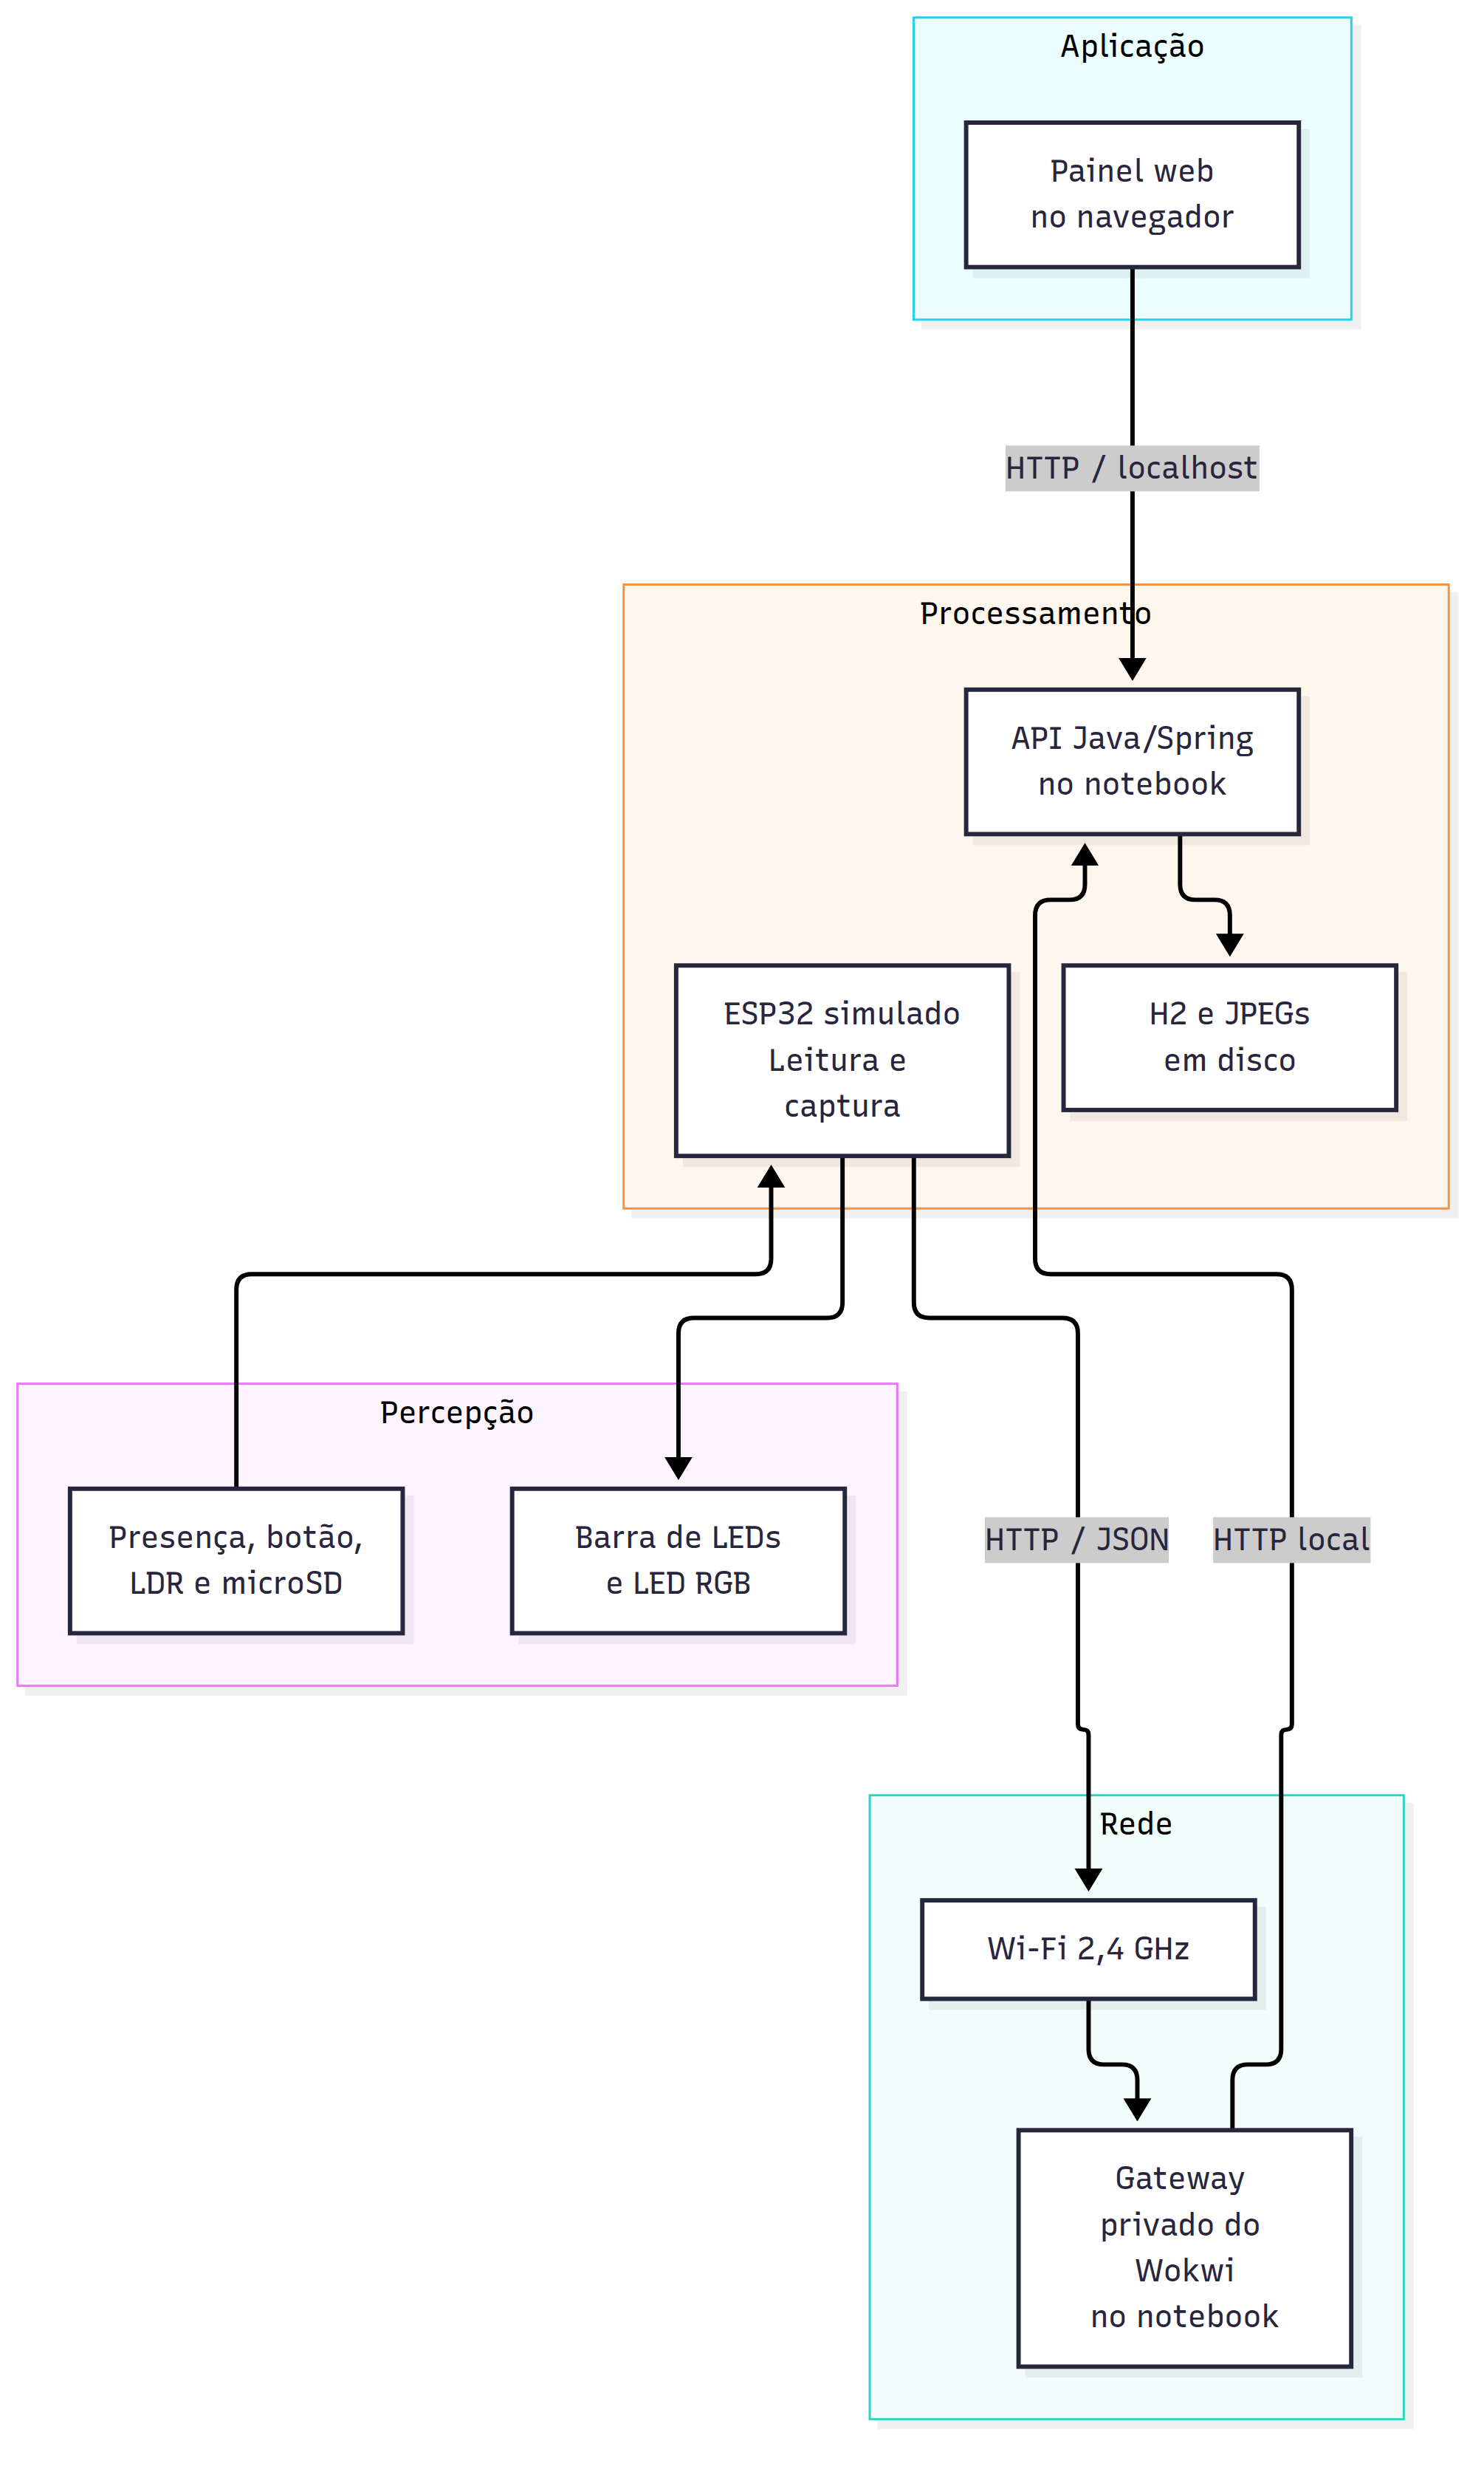 Aplicação
Painel web
no navegador
HTTP / localhost
Processamento
API Java/Spring
no notebook
ESP32 simulado
Leitura e
captura
H2 e JPEGs
em disco
Percepção
Presença, botão,
LDR e microSD
Barra de LEDs
e LED RGB
HTTP / JSON
HTTP local
Rede
Wi-Fi 2,4 GHz
Gateway
privado do
Wokwi
no notebook